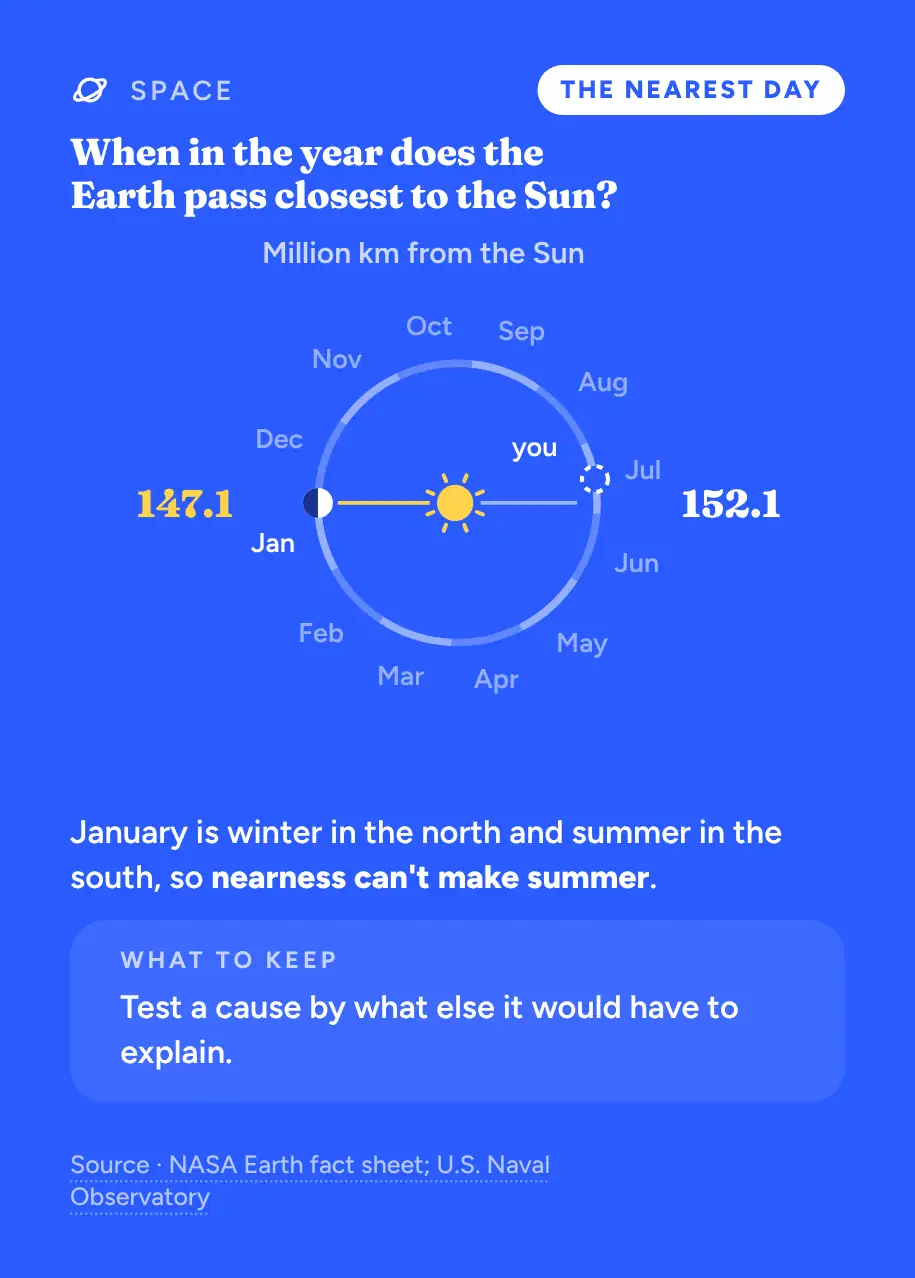 SPACE
THE NEAREST DAY
When in the year does the
Earth pass closest to the Sun?
Million km from the Sun
Oct
Sep
Nov
Aug
Dec
you
Jul
147.1
152.1
Jan
Jun
Feb
May
Mar
Apr
January is winter in the north and summer in the
south, so nearness can't make summer.
WHAT TO KEEP
Test a cause by what else it would have to
explain.
Source · NASA Earth fact sheet; U.S. Naval
Observatory